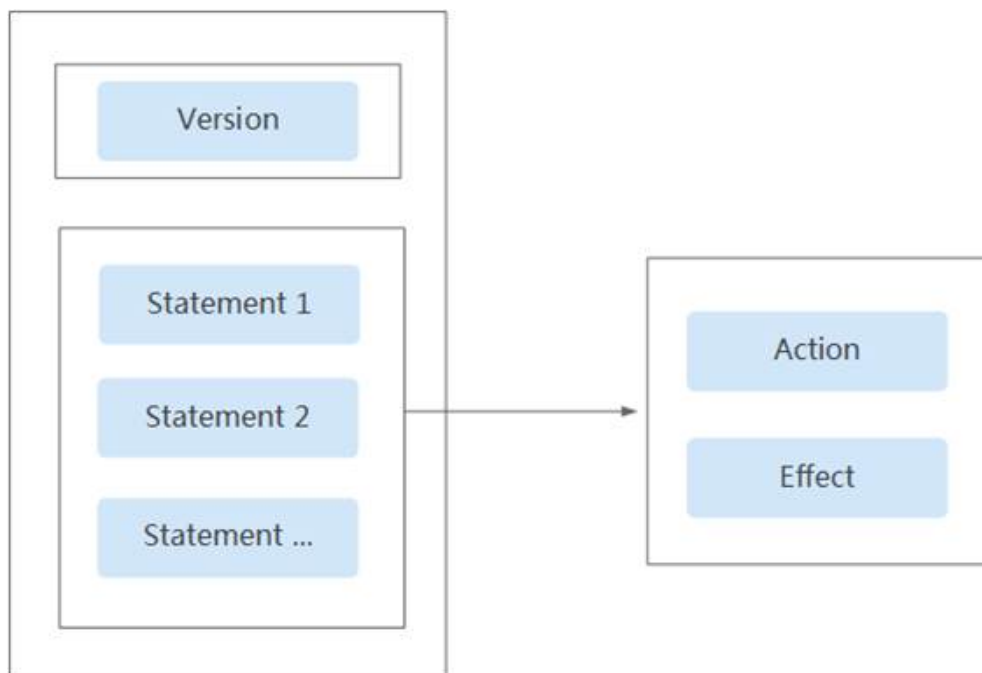 Version
Statement 1
Statement 2
Statement ...
Action
Effect